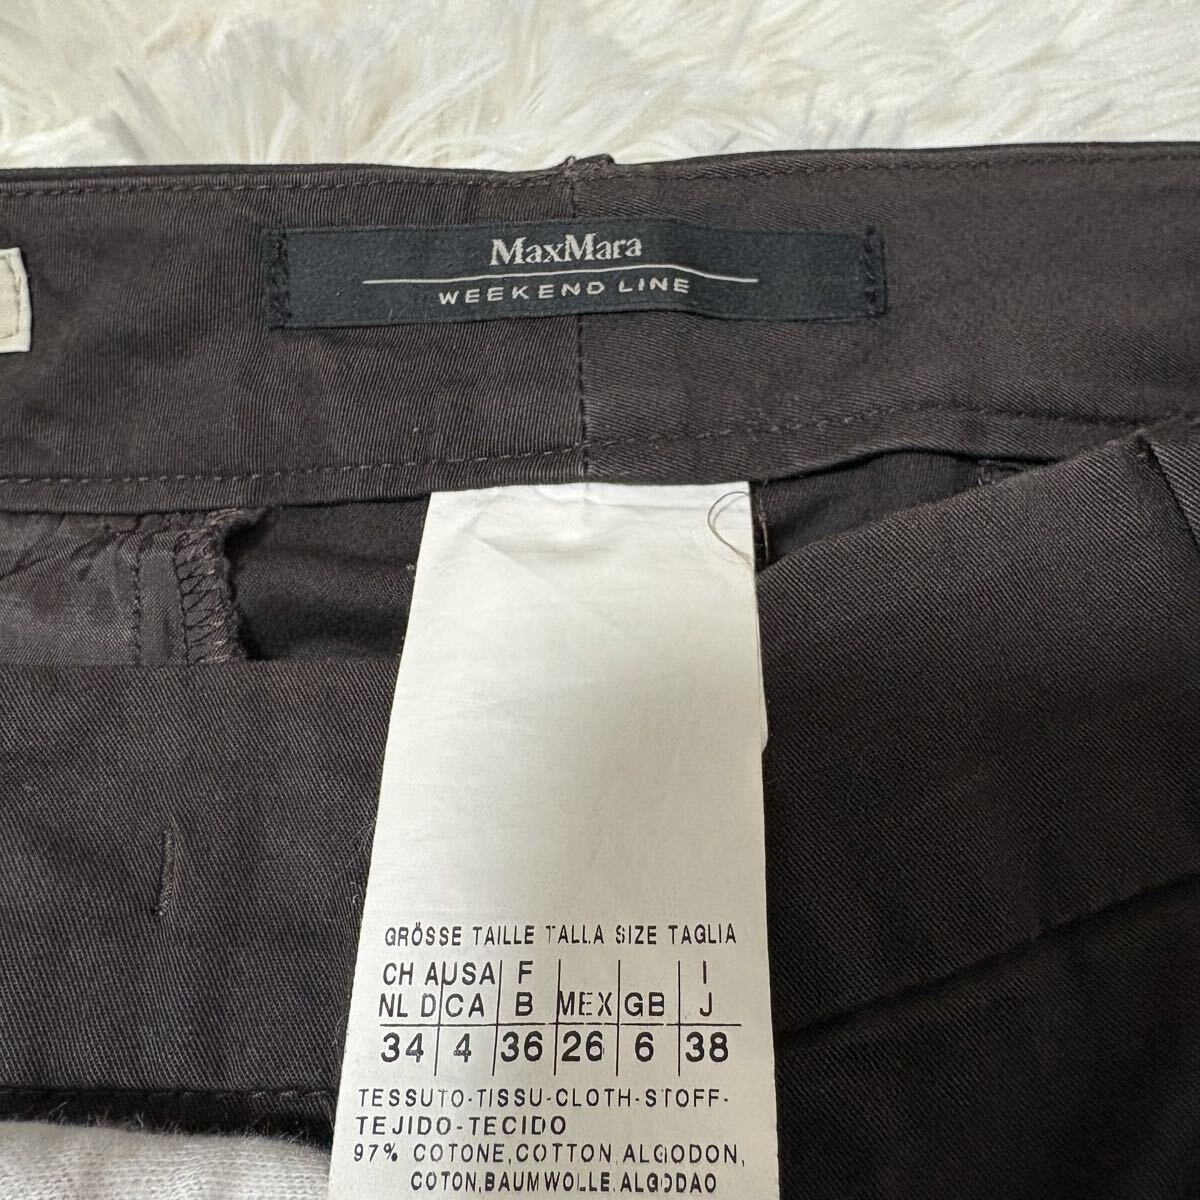 MaxMara
WEEKEND LINE
GRÖSSE TAILLE TALLA SIZE TAGLIA
CH A USA F I
NL D CA B MEX GB J
34 4 36 26 6 38
TESSUTO-TISSU-CLOTH-STOFF-
TEJIDO-TECIDO
97% COTONE,COTTON,ALGODON,
COTON,BAUMWOLLE,ALGODAO